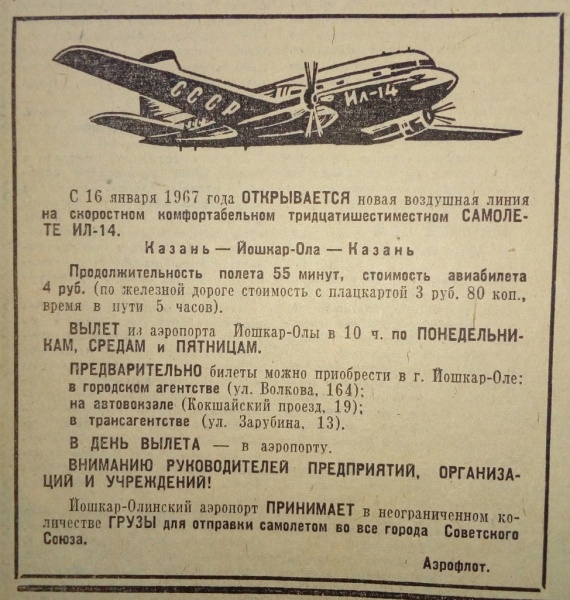 СССР
Ил-14
С 16 января 1967 года ОТКРЫВАЕТСЯ новая воздушная линия
на скоростном комфортабельном тридцатишестиместном САМОЛЕ-
ТЕ ИЛ-14.
Казань — Йошкар-Ола — Казань
Продолжительность полета 55 минут, стоимость авиабилета
4 руб. (по железной дороге стоимость с плацкартой 3 руб. 80 коп.,
время в пути 5 часов).
ВЫЛЕТ из аэропорта Йошкар-Олы в 10 ч. по ПОНЕДЕЛЬНИ-
КАМ, СРЕДАМ и ПЯТНИЦАМ.
ПРЕДВАРИТЕЛЬНО билеты можно приобрести в г. Йошкар-Оле:
в городском агентстве (ул. Волкова, 164);
на автовокзале (Кокшайский проезд, 19);
в трансагентстве (ул. Зарубина, 13).
В ДЕНЬ ВЫЛЕТА — в аэропорту.
ВНИМАНИЮ РУКОВОДИТЕЛЕЙ ПРЕДПРИЯТИЙ, ОРГАНИЗА-
ЦИЙ И УЧРЕЖДЕНИЙ!
Йошкар-Олинский аэропорт ПРИНИМАЕТ в неограниченном ко-
личестве ГРУЗЫ для отправки самолетом во все города Советского
Союза.
Аэрофлот.